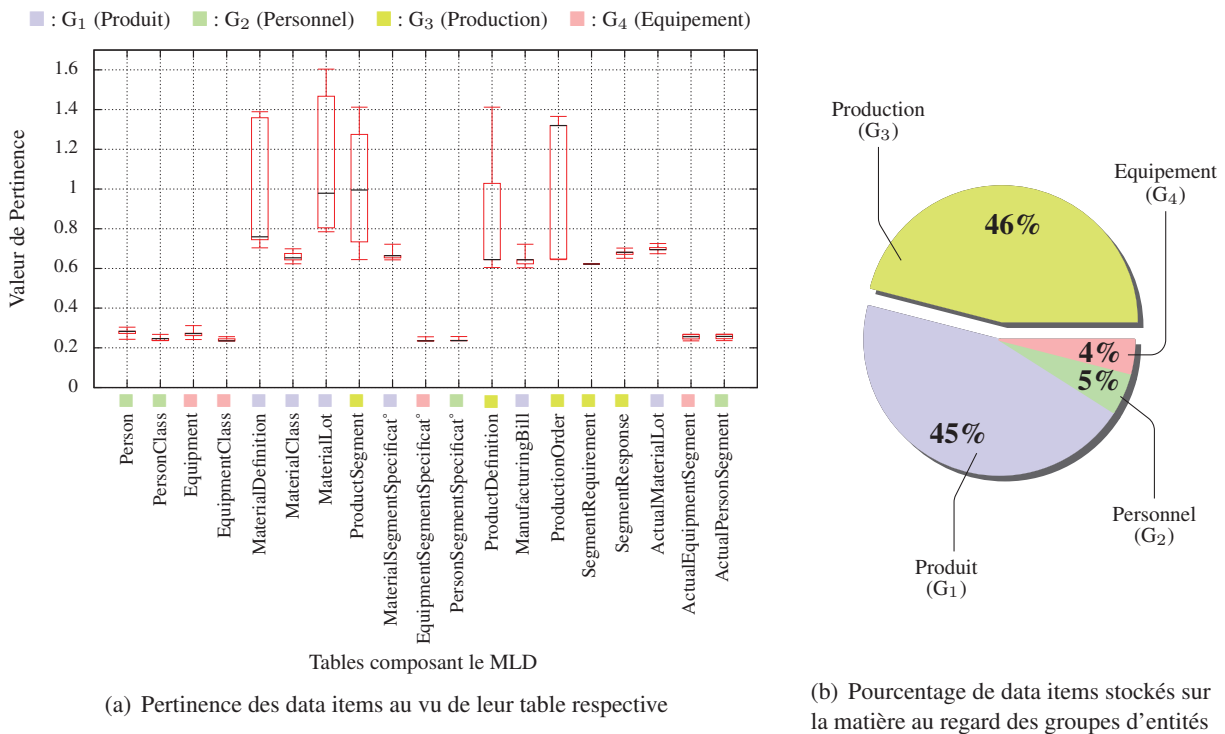 : G₁ (Produit) : G₂ (Personnel) : G₃ (Production) : G₄ (Equipement)
Valeur de Pertinence
1.6
1.4
1.2
1
0.8
0.6
0.4
0.2
0
Person
PersonClass
Equipment
EquipmentClass
MaterialDefinition
MaterialClass
MaterialLot
ProductSegment
MaterialSegmentSpecificat°
EquipmentSegmentSpecificat°
PersonSegmentSpecificat°
ProductDefinition
ManufacturingBill
ProductionOrder
SegmentRequirement
SegmentResponse
ActualMaterialLot
ActualEquipmentSegment
ActualPersonSegment
Tables composant le MLD
(a) Pertinence des data items au vu de leur table respective
Production
(G₃)
Equipement
(G₄)
46%
4%
5%
45%
Personnel
(G₂)
Produit
(G₁)
(b) Pourcentage de data items stockés sur
la matière au regard des groupes d'entités